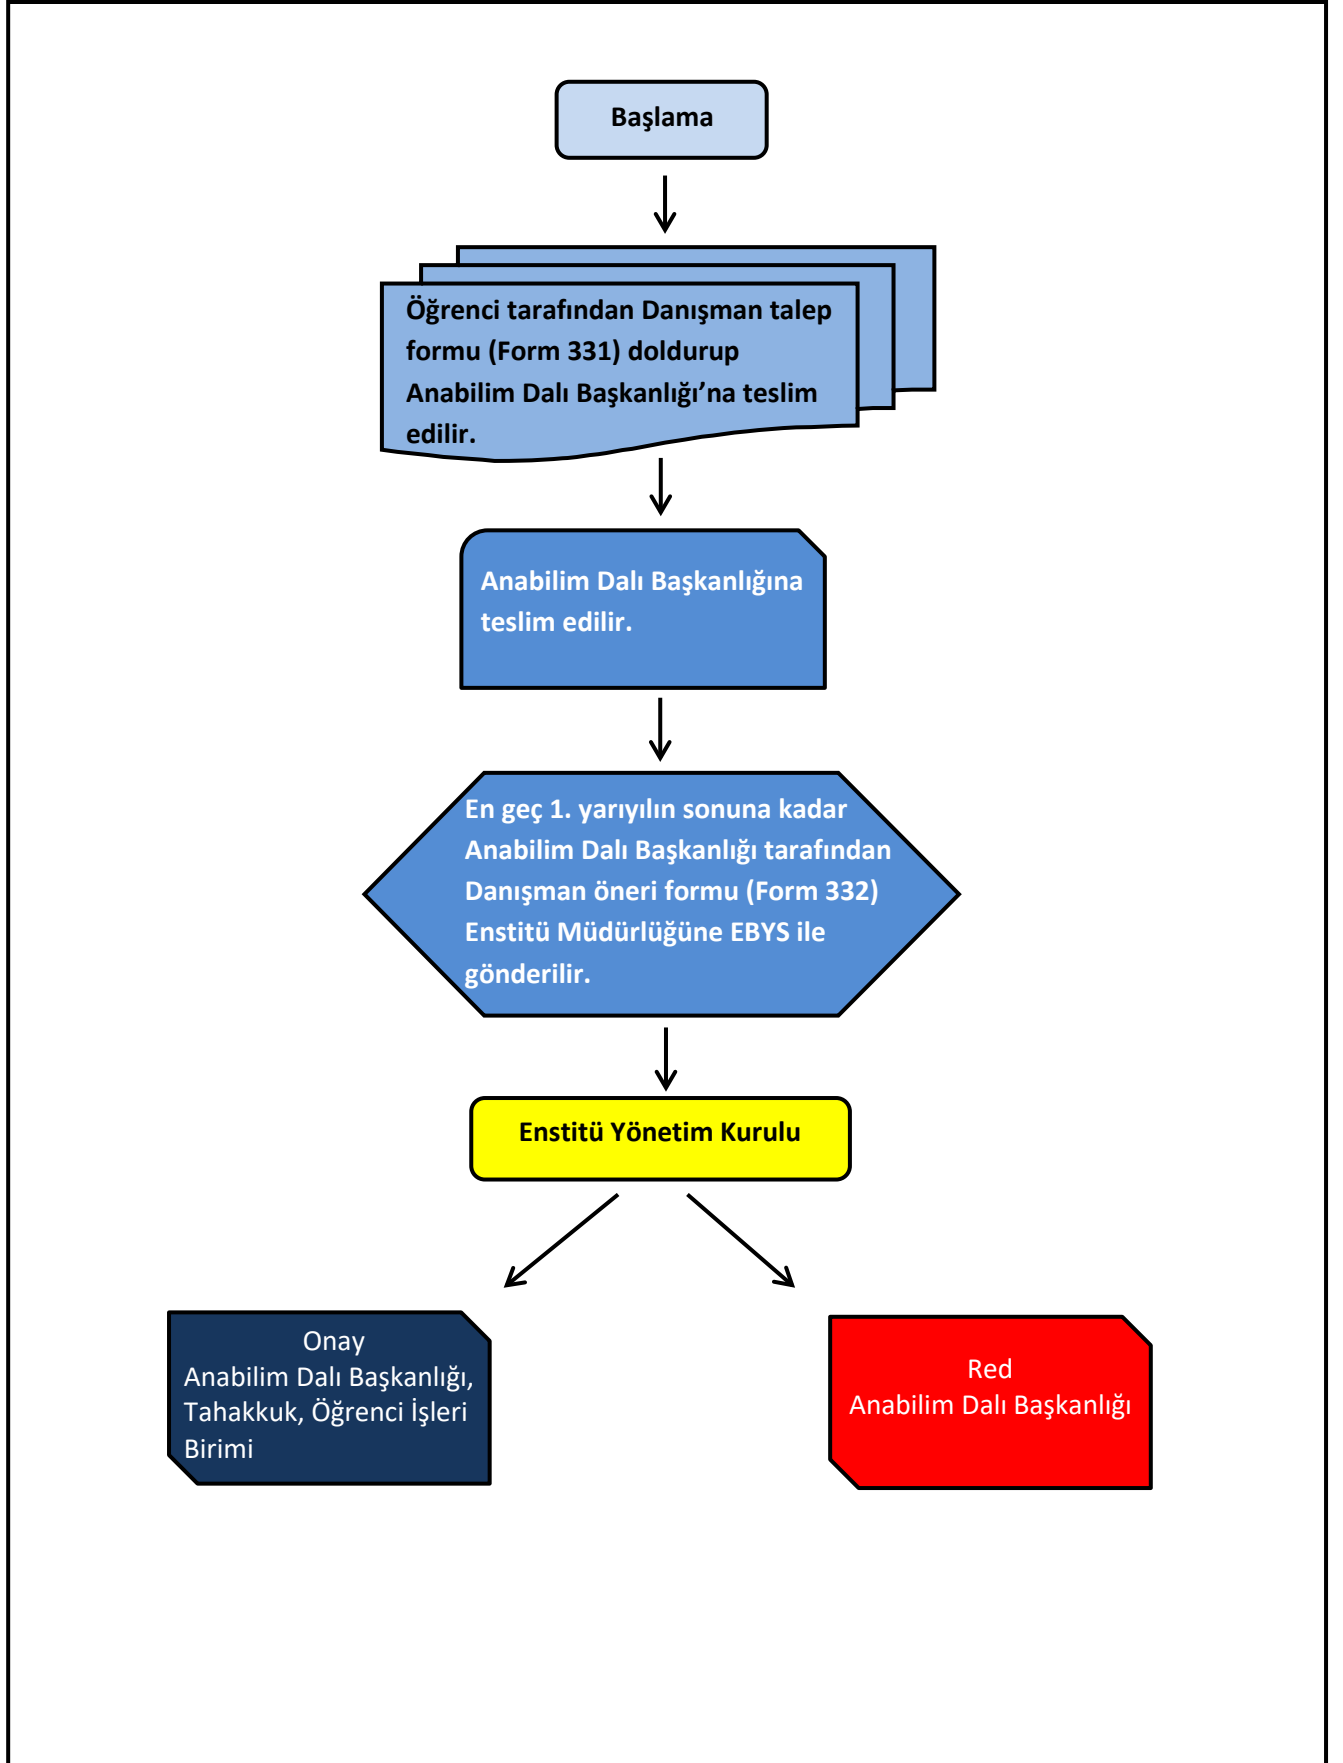 Başlama
Öğrenci tarafından Danışman talep
formu (Form 331) doldurup
Anabilim Dalı Başkanlığı’na teslim
edilir.
Anabilim Dalı Başkanlığına
teslim edilir.
En geç 1. yarıyılın sonuna kadar
Anabilim Dalı Başkanlığı tarafından
Danışman öneri formu (Form 332)
Enstitü Müdürlüğüne EBYS ile
gönderilir.
Enstitü Yönetim Kurulu
Onay
Anabilim Dalı Başkanlığı,
Tahakkuk, Öğrenci İşleri
Birimi
Red
Anabilim Dalı Başkanlığı